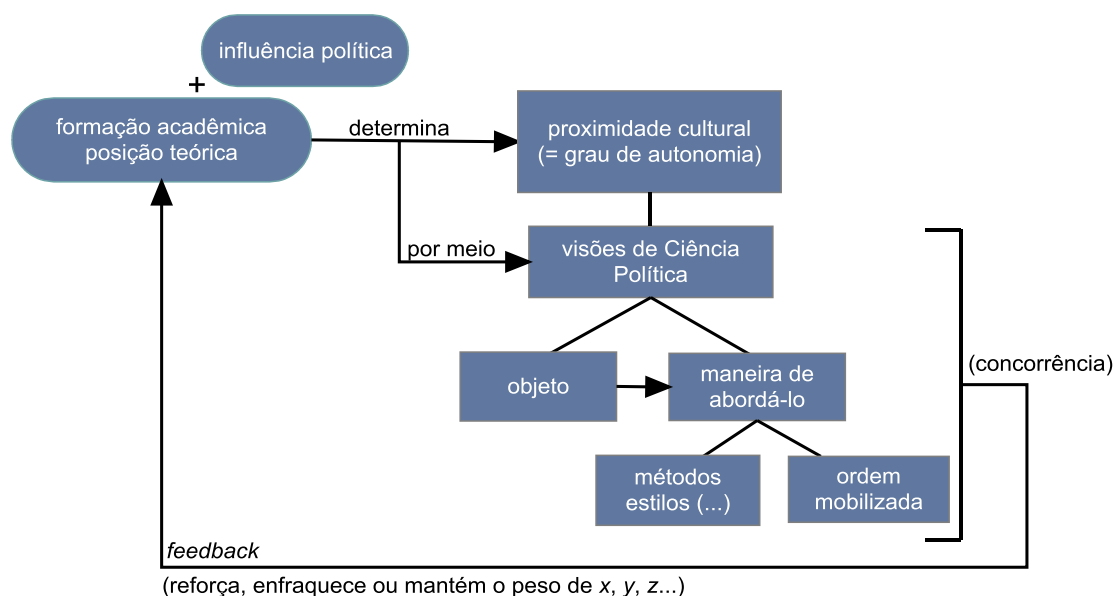 influência política
+
formação acadêmica
posição teórica
determina
proximidade cultural
(= grau de autonomia)
por meio
visões de Ciência
Política
objeto
maneira de
abordá-lo
(concorrência)
métodos
estilos (...)
ordem
mobilizada
feedback
(reforça, enfraquece ou mantém o peso de x, y, z...)